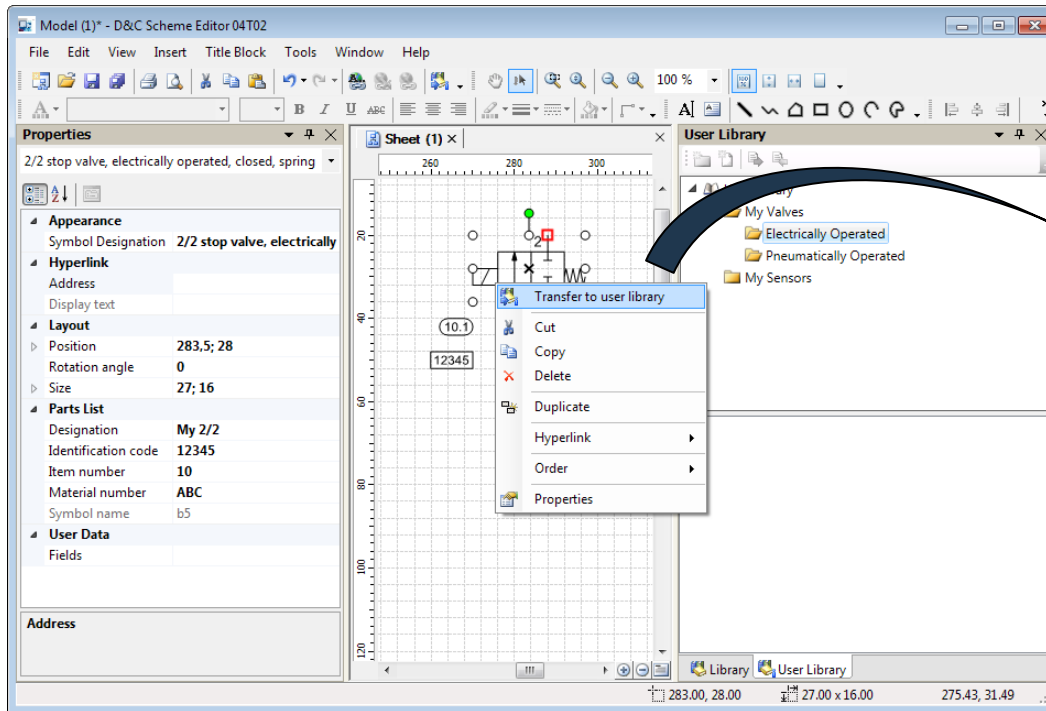 Model (1)* - D&C Scheme Editor 04T02
File Edit View Insert Title Block Tools Window Help
100 %
A B I U ABC A
Properties
2/2 stop valve, electrically operated, closed, spring
Appearance
Symbol Designation 2/2 stop valve, electrically
Hyperlink
Address
Display text
Layout
Position 283,5; 28
Rotation angle 0
Size 27; 16
Parts List
Designation My 2/2
Identification code 12345
Item number 10
Material number ABC
Symbol name b5
User Data
Fields
Address
Sheet (1)
260 280 300
20
40
60
80
100
120
2
10.1
12345
Transfer to user library
Cut
Copy
Delete
Duplicate
Hyperlink
Order
Properties
User Library
My Valves
Electrically Operated
Pneumatically Operated
My Sensors
Library User Library
283.00, 28.00 27.00 x 16.00 275.43, 31.49